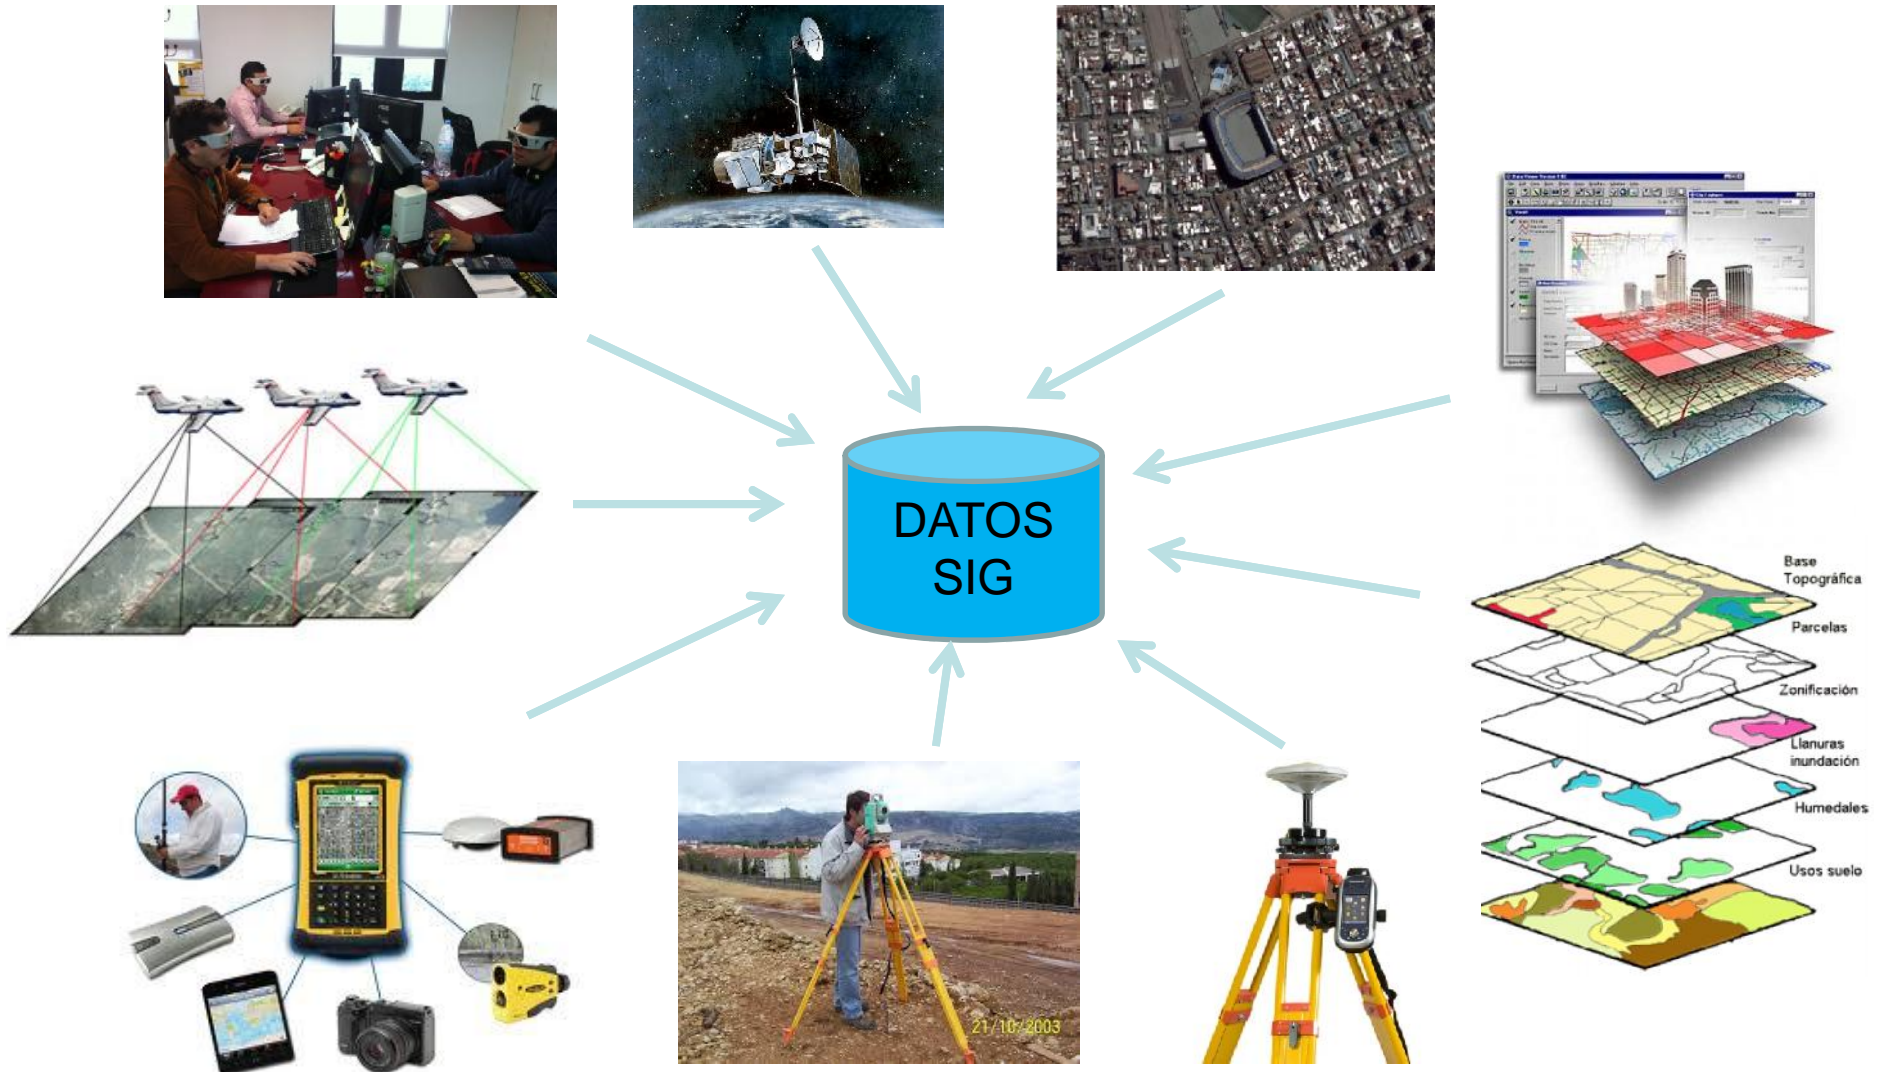 DATOS
SIG
Base
Topográfica
Parcelas
Zonificación
Llanuras
inundación
Humedales
Usos suelo
21/10/2003